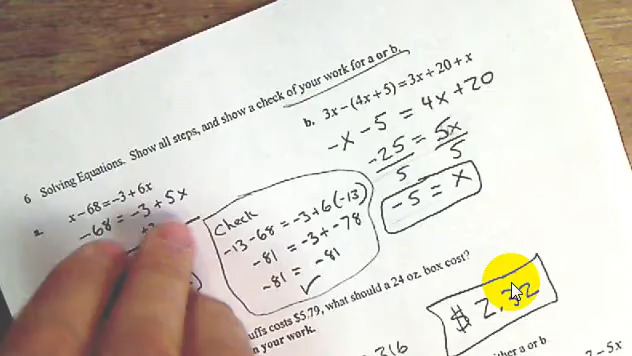 6 Solving Equations. Show all steps, and show a check of your work for a or b.
a. x-68=-3+6x
-68=-3+5x
Check
-13-68=-3+6(-13)
-81 = -3+-78
-81 = -81
✓
b. 3x-(4x+5)=3x+20+x
-x-5 = 4x+20
-25 = 5x
5 5
-5 = x
uffs costs $5.79, what should a 24 oz box cost?
n your work.
$2.32
316
ther a or b
2-5x